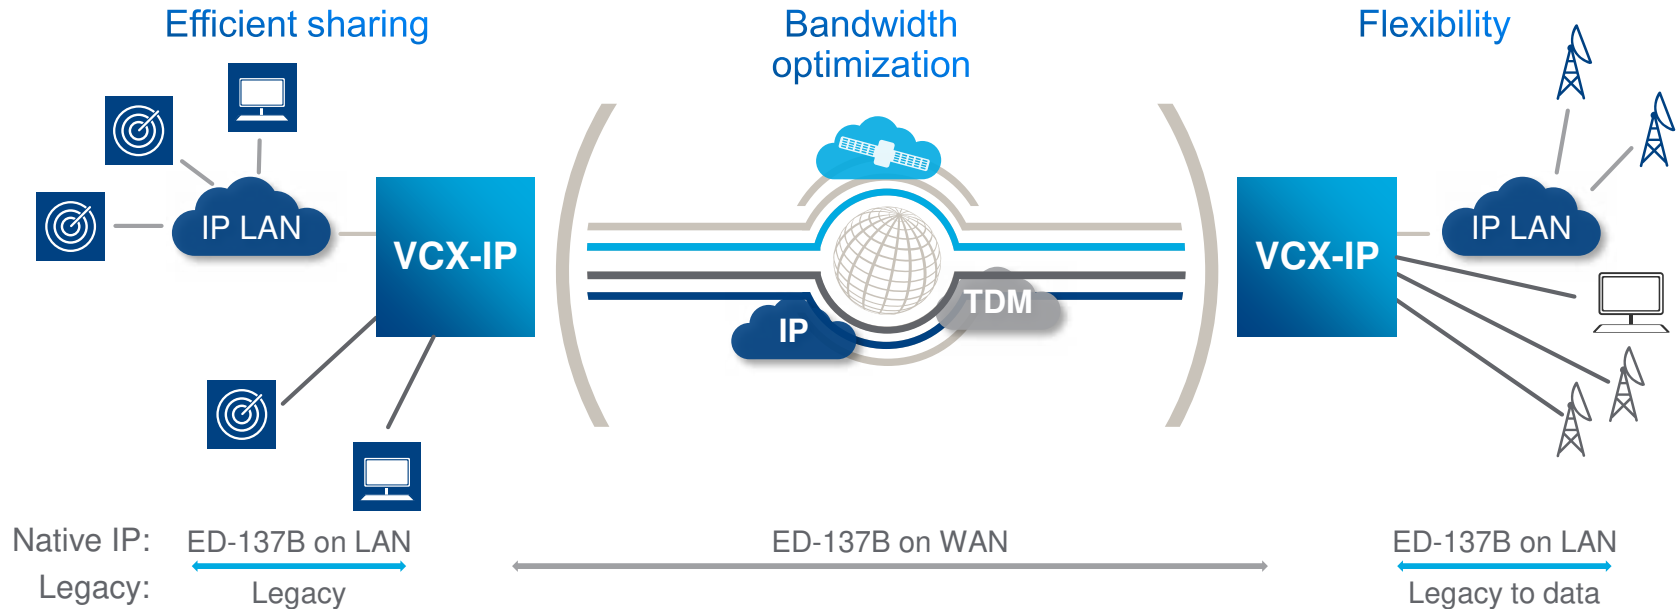 Efficient sharing
Bandwidth
optimization
Flexibility
IP LAN
VCX-IP
IP
TDM
VCX-IP
IP LAN
Native IP:
ED-137B on LAN
ED-137B on WAN
ED-137B on LAN
Legacy:
Legacy
Legacy to data